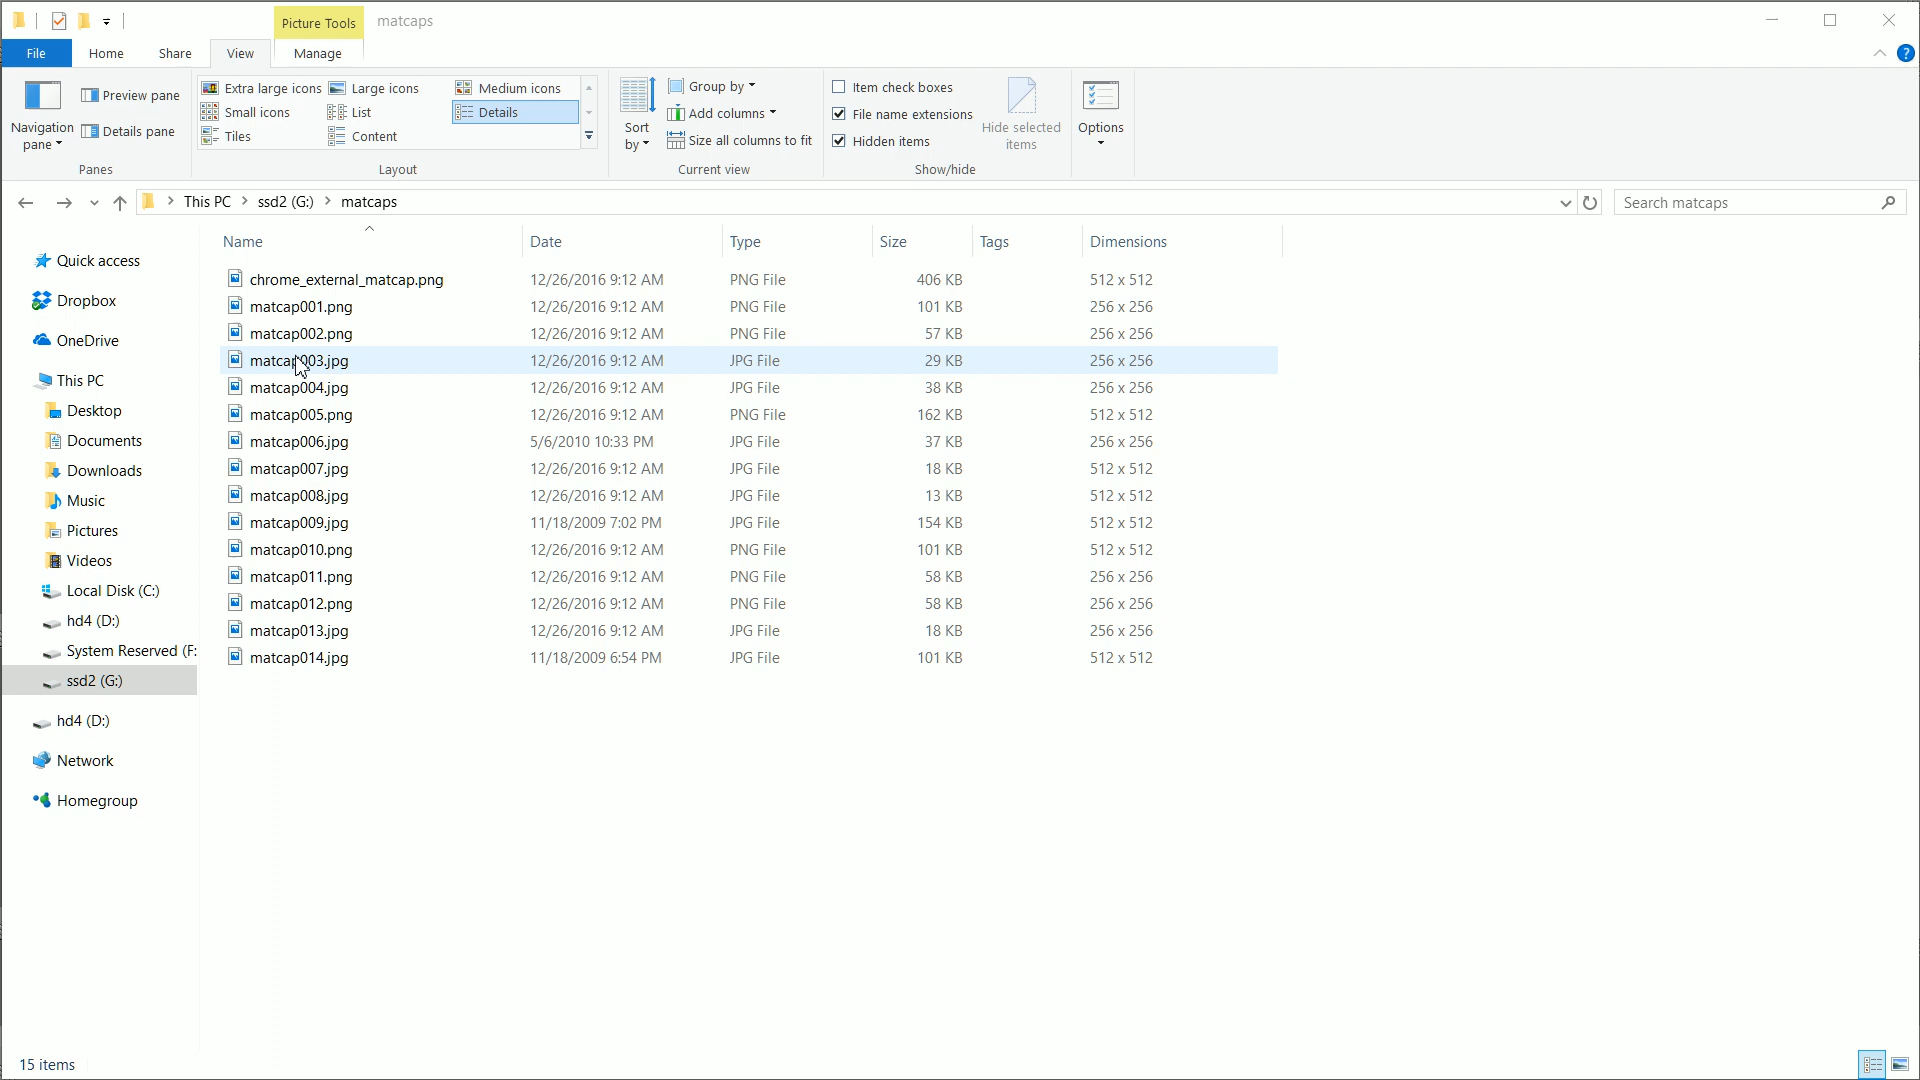 Picture Tools matcaps
File Home Share View Manage
Navigation pane
Preview pane
Details pane
Panes
Extra large icons Large icons Medium icons
Small icons List Details
Tiles Content
Layout
Sort by
Group by
Add columns
Size all columns to fit
Current view
Item check boxes
File name extensions
Hidden items
Hide selected items
Show/hide
Options
This PC ssd2 (G:) matcaps
Search matcaps
Quick access
Dropbox
OneDrive
This PC
Desktop
Documents
Downloads
Music
Pictures
Videos
Local Disk (C:)
hd4 (D:)
System Reserved (F:
ssd2 (G:)
hd4 (D:)
Network
Homegroup
Name Date Type Size Tags Dimensions
chrome_external_matcap.png 12/26/2016 9:12 AM PNG File 406 KB 512 x 512
matcap001.png 12/26/2016 9:12 AM PNG File 101 KB 256 x 256
matcap002.png 12/26/2016 9:12 AM PNG File 57 KB 256 x 256
matcap003.jpg 12/26/2016 9:12 AM JPG File 29 KB 256 x 256
matcap004.jpg 12/26/2016 9:12 AM JPG File 38 KB 256 x 256
matcap005.png 12/26/2016 9:12 AM PNG File 162 KB 512 x 512
matcap006.jpg 5/6/2010 10:33 PM JPG File 37 KB 256 x 256
matcap007.jpg 12/26/2016 9:12 AM JPG File 18 KB 512 x 512
matcap008.jpg 12/26/2016 9:12 AM JPG File 13 KB 512 x 512
matcap009.jpg 11/18/2009 7:02 PM JPG File 154 KB 512 x 512
matcap010.png 12/26/2016 9:12 AM PNG File 101 KB 512 x 512
matcap011.png 12/26/2016 9:12 AM PNG File 58 KB 256 x 256
matcap012.png 12/26/2016 9:12 AM PNG File 58 KB 256 x 256
matcap013.jpg 12/26/2016 9:12 AM JPG File 18 KB 256 x 256
matcap014.jpg 11/18/2009 6:54 PM JPG File 101 KB 512 x 512
15 items